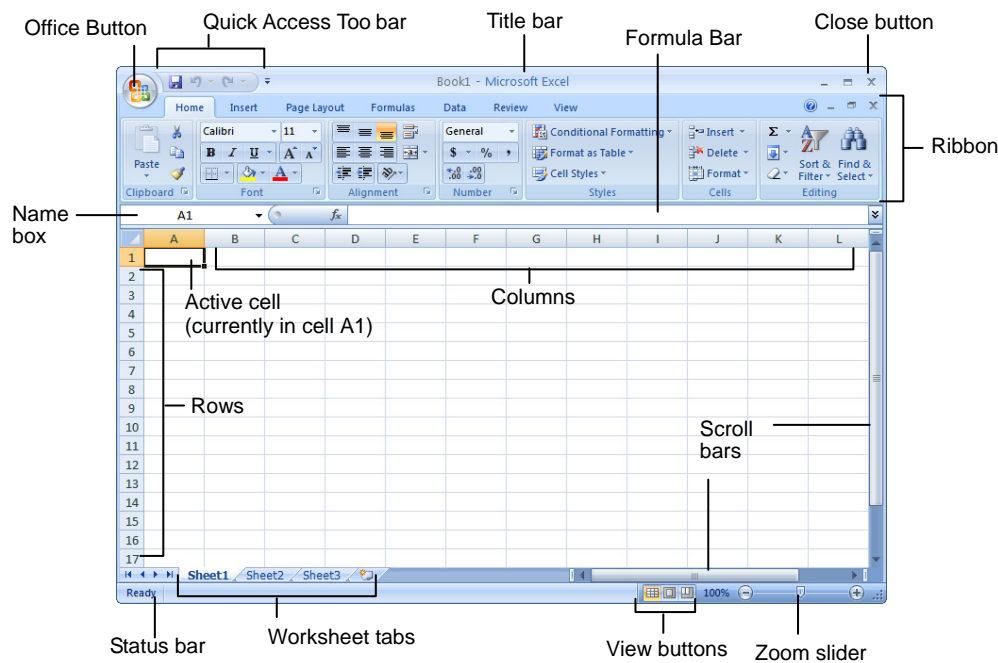 Office Button
Quick Access Too bar
Title bar
Formula Bar
Close button
Book1 - Microsoft Excel
Home Insert Page Layout Formulas Data Review View
Calibri 11 General Conditional Formatting Insert Σ
Paste B I U A A $ % , Format as Table Delete Sort & Find &
A .0 .00 .00 .0 Cell Styles Format Filter Select
Clipboard Font Alignment Number Styles Cells Editing
Ribbon
Name
box
A1 fx
A B C D E F G H I J K L
1
2
3
4
5
6
7
8
9
10
11
12
13
14
15
16
17
Active cell
(currently in cell A1)
Columns
Rows
Scroll
bars
Sheet1 Sheet2 Sheet3
Ready 100%
Status bar
Worksheet tabs
View buttons
Zoom slider